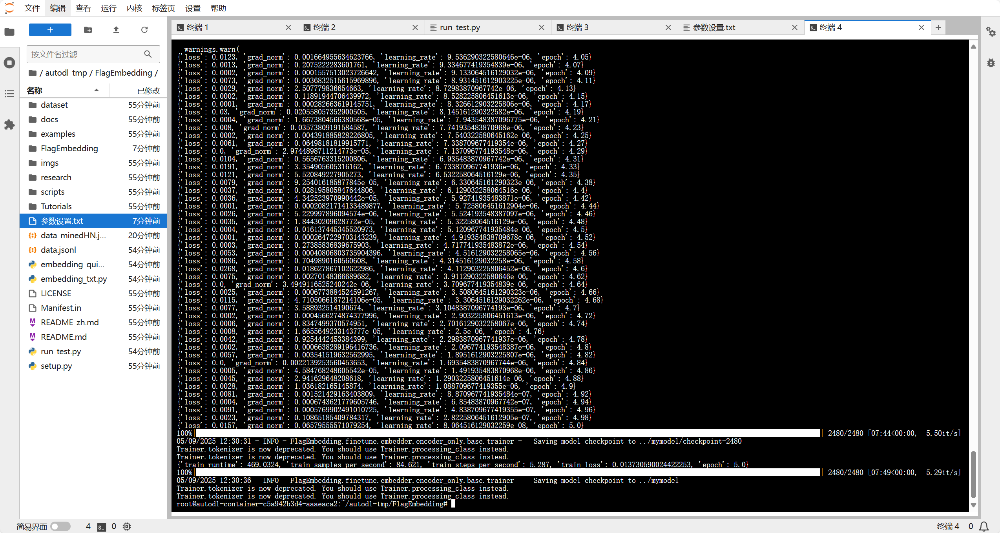 文件 编辑 查看 运行 内核 标签页 设置 帮助
终端 1 终端 2 run_test.py 终端 3 参数设置.txt 终端 4
按文件名过滤
/ autodl-tmp / FlagEmbedding /
名称 已修改
dataset 55分钟前
docs 55分钟前
examples 55分钟前
FlagEmbedding 7分钟前
imgs 55分钟前
research 55分钟前
scripts 55分钟前
Tutorials 55分钟前
参数设置.txt 7分钟前
data_minedHN.j... 20分钟前
data.jsonl 54分钟前
embedding_qui... 54分钟前
embedding_txt.py 54分钟前
LICENSE 55分钟前
Manifest.in 55分钟前
README_zh.md 55分钟前
README.md 55分钟前
run_test.py 54分钟前
setup.py 55分钟前
warnings.warn(
{'loss': 0.0123, 'grad_norm': 0.001664955634623766, 'learning_rate': 9.536290322580646e-06, 'epoch': 4.05}
{'loss': 0.0013, 'grad_norm': 0.2075222283601761, 'learning_rate': 9.334677419354839e-06, 'epoch': 4.07}
{'loss': 0.0002, 'grad_norm': 0.0001557513023726642, 'learning_rate': 9.133064516129032e-06, 'epoch': 4.09}
{'loss': 0.0073, 'grad_norm': 0.0036832515615969896, 'learning_rate': 8.931451612903225e-06, 'epoch': 4.11}
{'loss': 0.0029, 'grad_norm': 2.507779836654663, 'learning_rate': 8.72983870967742e-06, 'epoch': 4.13}
{'loss': 0.0002, 'grad_norm': 0.11891944706439972, 'learning_rate': 8.528225806451613e-06, 'epoch': 4.15}
{'loss': 0.0001, 'grad_norm': 0.000282663619145751, 'learning_rate': 8.326612903225806e-06, 'epoch': 4.17}
{'loss': 0.03, 'grad_norm': 0.020558057352900505, 'learning_rate': 8.145161290322582e-06, 'epoch': 4.19}
{'loss': 0.0004, 'grad_norm': 1.6673804566380568e-05, 'learning_rate': 7.943548387096775e-06, 'epoch': 4.21}
{'loss': 0.008, 'grad_norm': 0.03573809191584587, 'learning_rate': 7.741935483870968e-06, 'epoch': 4.23}
{'loss': 0.0002, 'grad_norm': 0.004391885828226805, 'learning_rate': 7.540322580645162e-06, 'epoch': 4.25}
{'loss': 0.0061, 'grad_norm': 0.06498181819915771, 'learning_rate': 7.338709677419354e-06, 'epoch': 4.27}
{'loss': 0.0, 'grad_norm': 2.9744898711214773e-05, 'learning_rate': 7.137096774193548e-06, 'epoch': 4.29}
{'loss': 0.0104, 'grad_norm': 0.5656763315200806, 'learning_rate': 6.935483870967742e-06, 'epoch': 4.31}
{'loss': 0.0191, 'grad_norm': 3.354905605316162, 'learning_rate': 6.733870967741936e-06, 'epoch': 4.33}
{'loss': 0.0121, 'grad_norm': 5.520849227905273, 'learning_rate': 6.532258064516129e-06, 'epoch': 4.35}
{'loss': 0.0079, 'grad_norm': 9.254016185877845e-05, 'learning_rate': 6.330645161290323e-06, 'epoch': 4.38}
{'loss': 0.0037, 'grad_norm': 0.028195805847644806, 'learning_rate': 6.129032258064516e-06, 'epoch': 4.4}
{'loss': 0.0036, 'grad_norm': 4.342523970990442e-05, 'learning_rate': 5.92741935483871e-06, 'epoch': 4.42}
{'loss': 0.0001, 'grad_norm': 0.00020821714133489877, 'learning_rate': 5.725806451612904e-06, 'epoch': 4.44}
{'loss': 0.0026, 'grad_norm': 5.229997896094574e-06, 'learning_rate': 5.524193548387097e-06, 'epoch': 4.46}
{'loss': 0.0035, 'grad_norm': 1.84430209628772e-05, 'learning_rate': 5.32258064516129e-06, 'epoch': 4.48}
{'loss': 0.0004, 'grad_norm': 0.016137445345520973, 'learning_rate': 5.120967741935484e-06, 'epoch': 4.5}
{'loss': 0.0001, 'grad_norm': 0.0002647229703143239, 'learning_rate': 4.919354838709678e-06, 'epoch': 4.52}
{'loss': 0.0003, 'grad_norm': 0.27385836839675903, 'learning_rate': 4.717741935483872e-06, 'epoch': 4.54}
{'loss': 0.0053, 'grad_norm': 0.00040806803735904396, 'learning_rate': 4.516129032258065e-06, 'epoch': 4.56}
{'loss': 0.0086, 'grad_norm': 0.7049890160560608, 'learning_rate': 4.314516129032258e-06, 'epoch': 4.58}
{'loss': 0.0268, 'grad_norm': 0.018627867102622986, 'learning_rate': 4.112903225806452e-06, 'epoch': 4.6}
{'loss': 0.0075, 'grad_norm': 0.00270148366689682, 'learning_rate': 3.911290322580646e-06, 'epoch': 4.62}
{'loss': 0.0, 'grad_norm': 3.4949116525240242e-06, 'learning_rate': 3.709677419354839e-06, 'epoch': 4.64}
{'loss': 0.0025, 'grad_norm': 0.0006773884524591267, 'learning_rate': 3.5080645161290323e-06, 'epoch': 4.66}
{'loss': 0.0115, 'grad_norm': 4.7105066187214106e-05, 'learning_rate': 3.3064516129032262e-06, 'epoch': 4.68}
{'loss': 0.0077, 'grad_norm': 3.588932514190674, 'learning_rate': 3.1048387096774193e-06, 'epoch': 4.7}
{'loss': 0.0002, 'grad_norm': 0.0004566274874377996, 'learning_rate': 2.903225806451613e-06, 'epoch': 4.72}
{'loss': 0.0006, 'grad_norm': 0.8347499370574951, 'learning_rate': 2.7016129032258067e-06, 'epoch': 4.74}
{'loss': 0.0008, 'grad_norm': 1.6655649233143777e-05, 'learning_rate': 2.5e-06, 'epoch': 4.76}
{'loss': 0.0042, 'grad_norm': 0.9254442453384399, 'learning_rate': 2.2983870967741937e-06, 'epoch': 4.78}
{'loss': 0.0002, 'grad_norm': 0.0006638289196416736, 'learning_rate': 2.096774193548387e-06, 'epoch': 4.8}
{'loss': 0.0057, 'grad_norm': 0.003541519632562995, 'learning_rate': 1.8951612903225807e-06, 'epoch': 4.82}
{'loss': 0.0, 'grad_norm': 0.0022139253560453653, 'learning_rate': 1.693548387096774​4e-06, 'epoch': 4.84}
{'loss': 0.0005, 'grad_norm': 4.584768248605542e-05, 'learning_rate': 1.491935483870968e-06, 'epoch': 4.86}
{'loss': 0.0045, 'grad_norm': 2.941629648208618, 'learning_rate': 1.2903225806451614e-06, 'epoch': 4.88}
{'loss': 0.0028, 'grad_norm': 1.036182165145874, 'learning_rate': 1.088709677419355e-06, 'epoch': 4.9}
{'loss': 0.0081, 'grad_norm': 0.001521429163403809, 'learning_rate': 8.870967741935484e-07, 'epoch': 4.92}
{'loss': 0.0004, 'grad_norm': 0.0006743621779605746, 'learning_rate': 6.85483870967742e-07, 'epoch': 4.94}
{'loss': 0.0091, 'grad_norm': 0.0005769902491010725, 'learning_rate': 4.838709677419355e-07, 'epoch': 4.96}
{'loss': 0.0023, 'grad_norm': 0.10865185409784317, 'learning_rate': 2.8225806451612905e-07, 'epoch': 4.98}
{'loss': 0.0157, 'grad_norm': 0.06579555571079254, 'learning_rate': 8.064516129032259e-08, 'epoch': 5.0}
100%| | 2480/2480 [07:44<00:00, 5.50it/s]
05/09/2025 12:30:31 - INFO - FlagEmbedding.finetune.embedder.encoder_only.base.trainer - Saving model checkpoint to ../mymodel/checkpoint-2480
Trainer.tokenizer is now deprecated. You should use Trainer.processing_class instead.
Trainer.tokenizer is now deprecated. You should use Trainer.processing_class instead.
{'train_runtime': 469.0324, 'train_samples_per_second': 84.621, 'train_steps_per_second': 5.287, 'train_loss': 0.013730590024422253, 'epoch': 5.0}
100%| | 2480/2480 [07:49<00:00, 5.29it/s]
05/09/2025 12:30:36 - INFO - FlagEmbedding.finetune.embedder.encoder_only.base.trainer - Saving model checkpoint to ../mymodel
Trainer.tokenizer is now deprecated. You should use Trainer.processing_class instead.
Trainer.tokenizer is now deprecated. You should use Trainer.processing_class instead.
root@autodl-container-c5a942b3d4-aaaeaca2:~/autodl-tmp/FlagEmbedding#
简易界面 4 0 终端 4 0